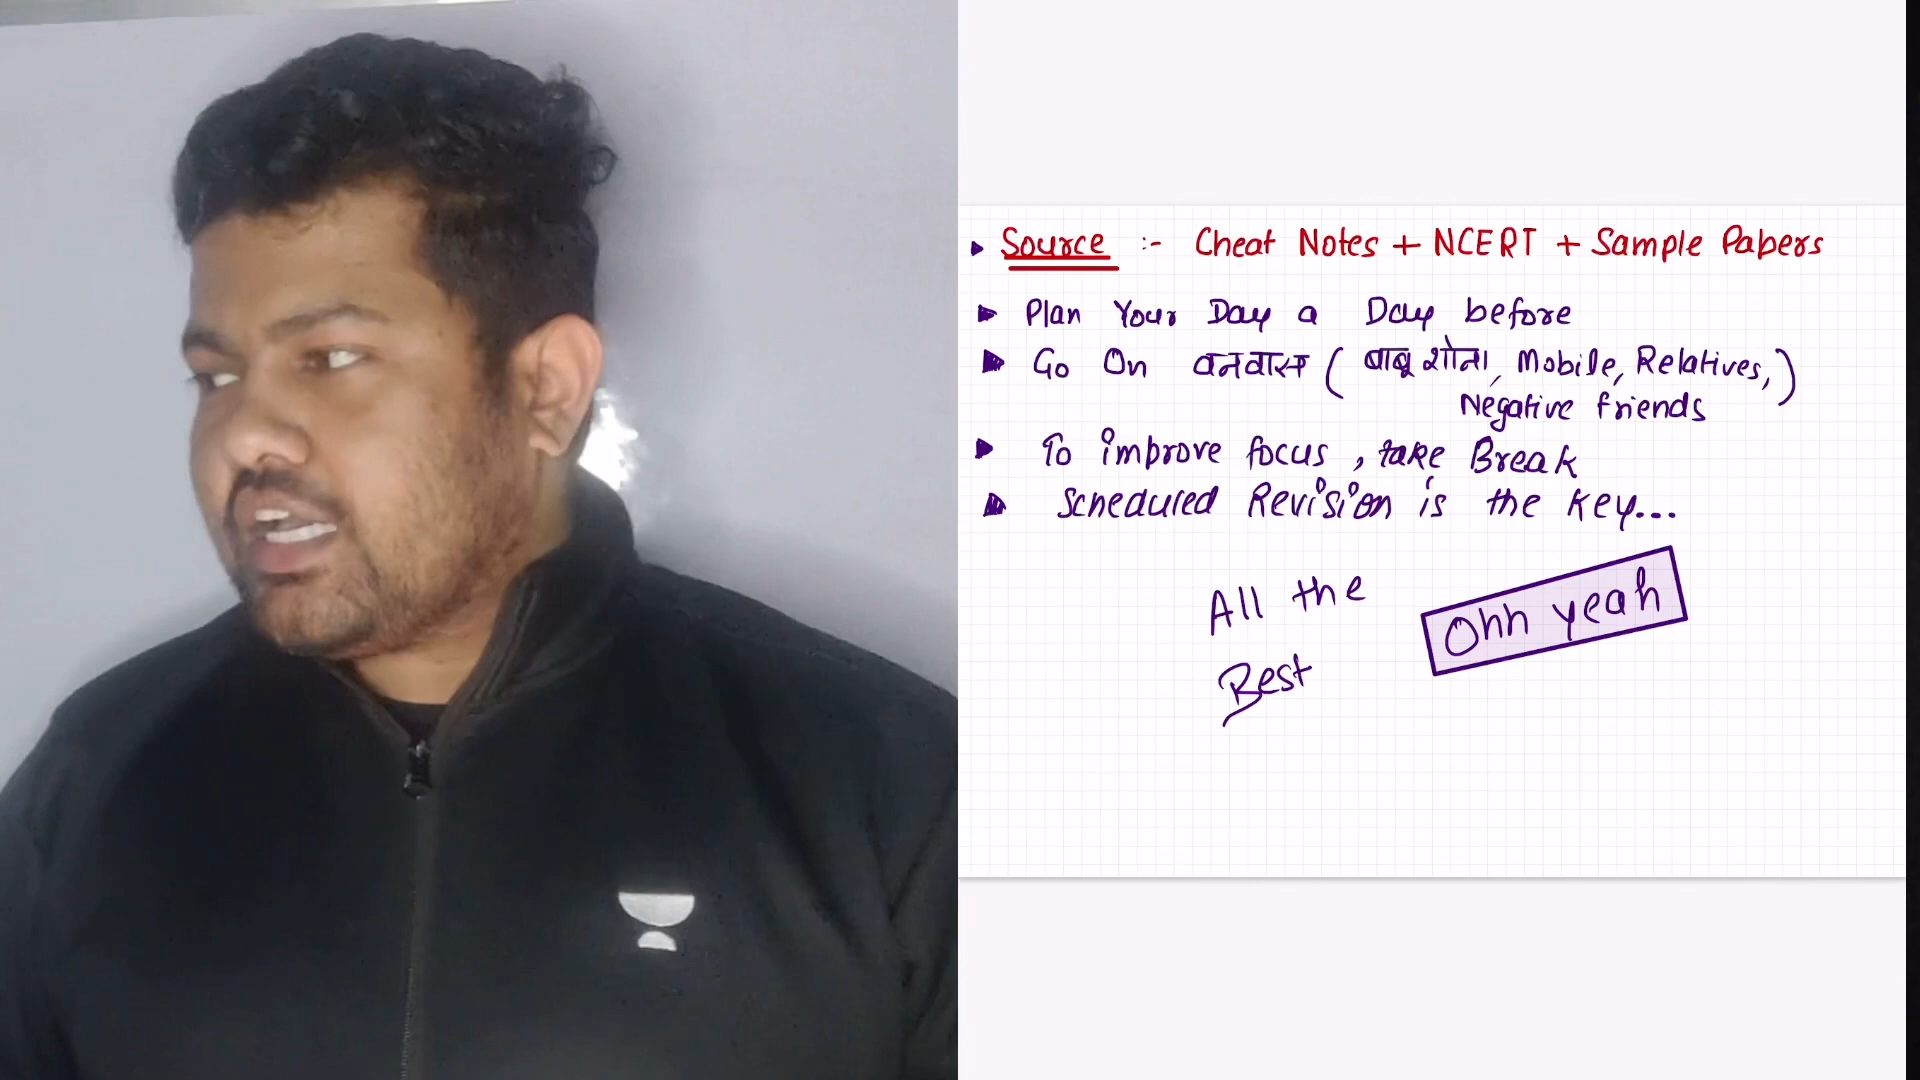 Source :- Cheat Notes + NCERT + Sample Papers
Plan Your Day a Day before
Go On वनवास ( बाबू शोना, Mobile, Relatives, )
Negative friends
To improve focus, take Break
Scheduled Revision is the key...
All the
Best
Ohh yeah